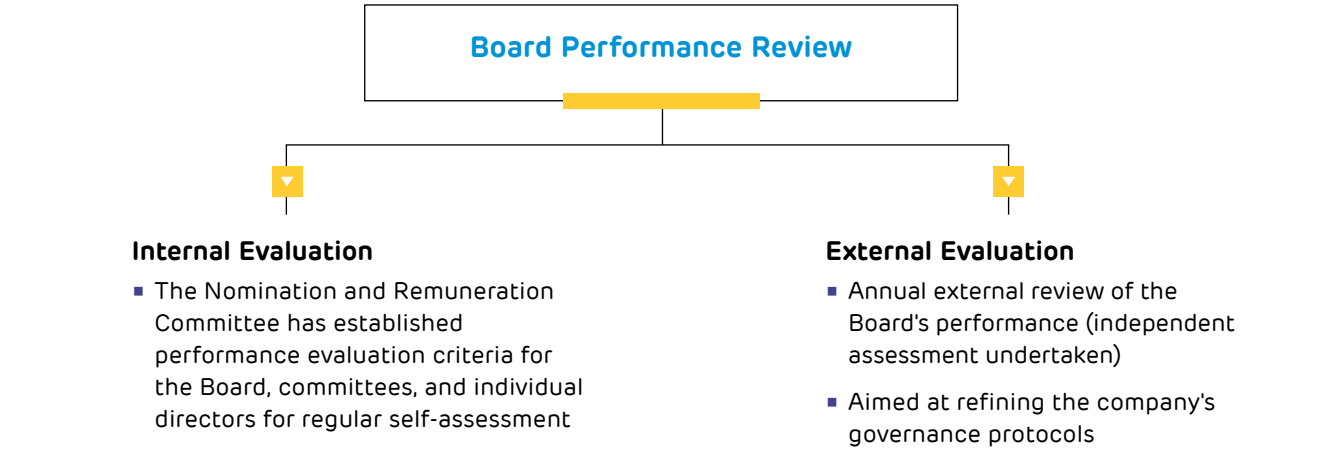 Board Performance Review
Internal Evaluation
▪ The Nomination and Remuneration
Committee has established
performance evaluation criteria for
the Board, committees, and individual
directors for regular self-assessment
External Evaluation
▪ Annual external review of the
Board's performance (independent
assessment undertaken)
▪ Aimed at refining the company's
governance protocols